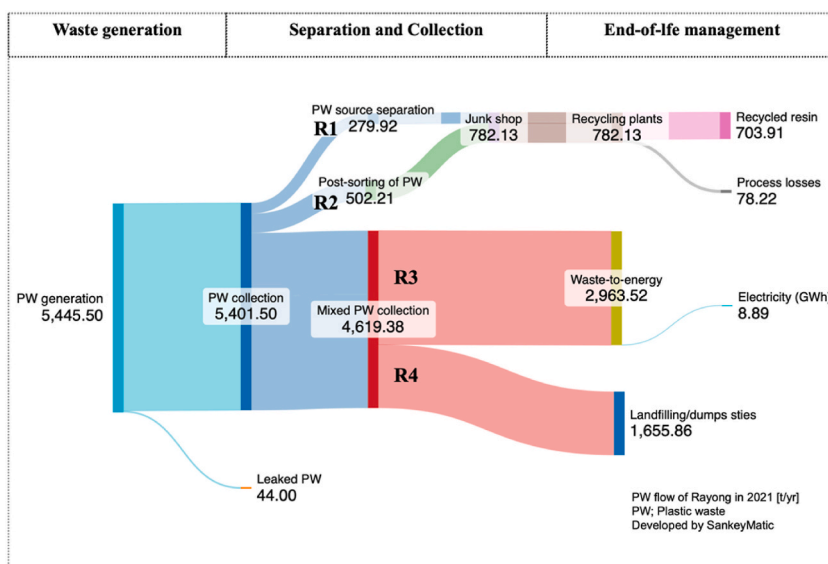 Waste generation
Separation and Collection
End-of-lfe management
PW source separation
279.92
R1
Junk shop
782.13
Recycling plants
782.13
Recycled resin
703.91
Post-sorting of PW
502.21
R2
Process losses
78.22
PW generation
5,445.50
PW collection
5,401.50
Mixed PW collection
4,619.38
R3
R4
Waste-to-energy
2,963.52
Electricity (GWh)
8.89
Landfilling/dumps sties
1,655.86
Leaked PW
44.00
PW flow of Rayong in 2021 [t/yr]
PW; Plastic waste
Developed by SankeyMatic